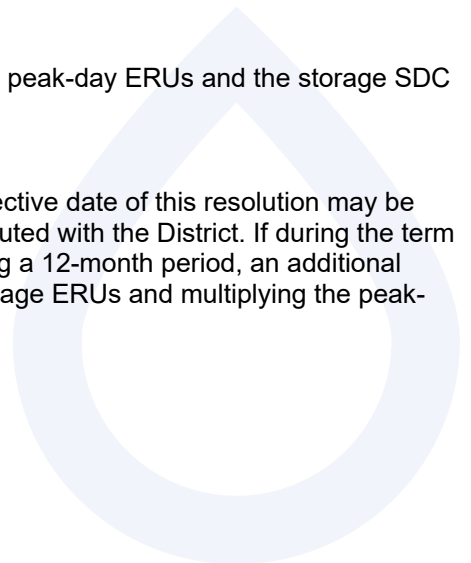 peak-day ERUs and the storage SDC
ective date of this resolution may be
uted with the District. If during the term
g a 12-month period, an additional
age ERUs and multiplying the peak-